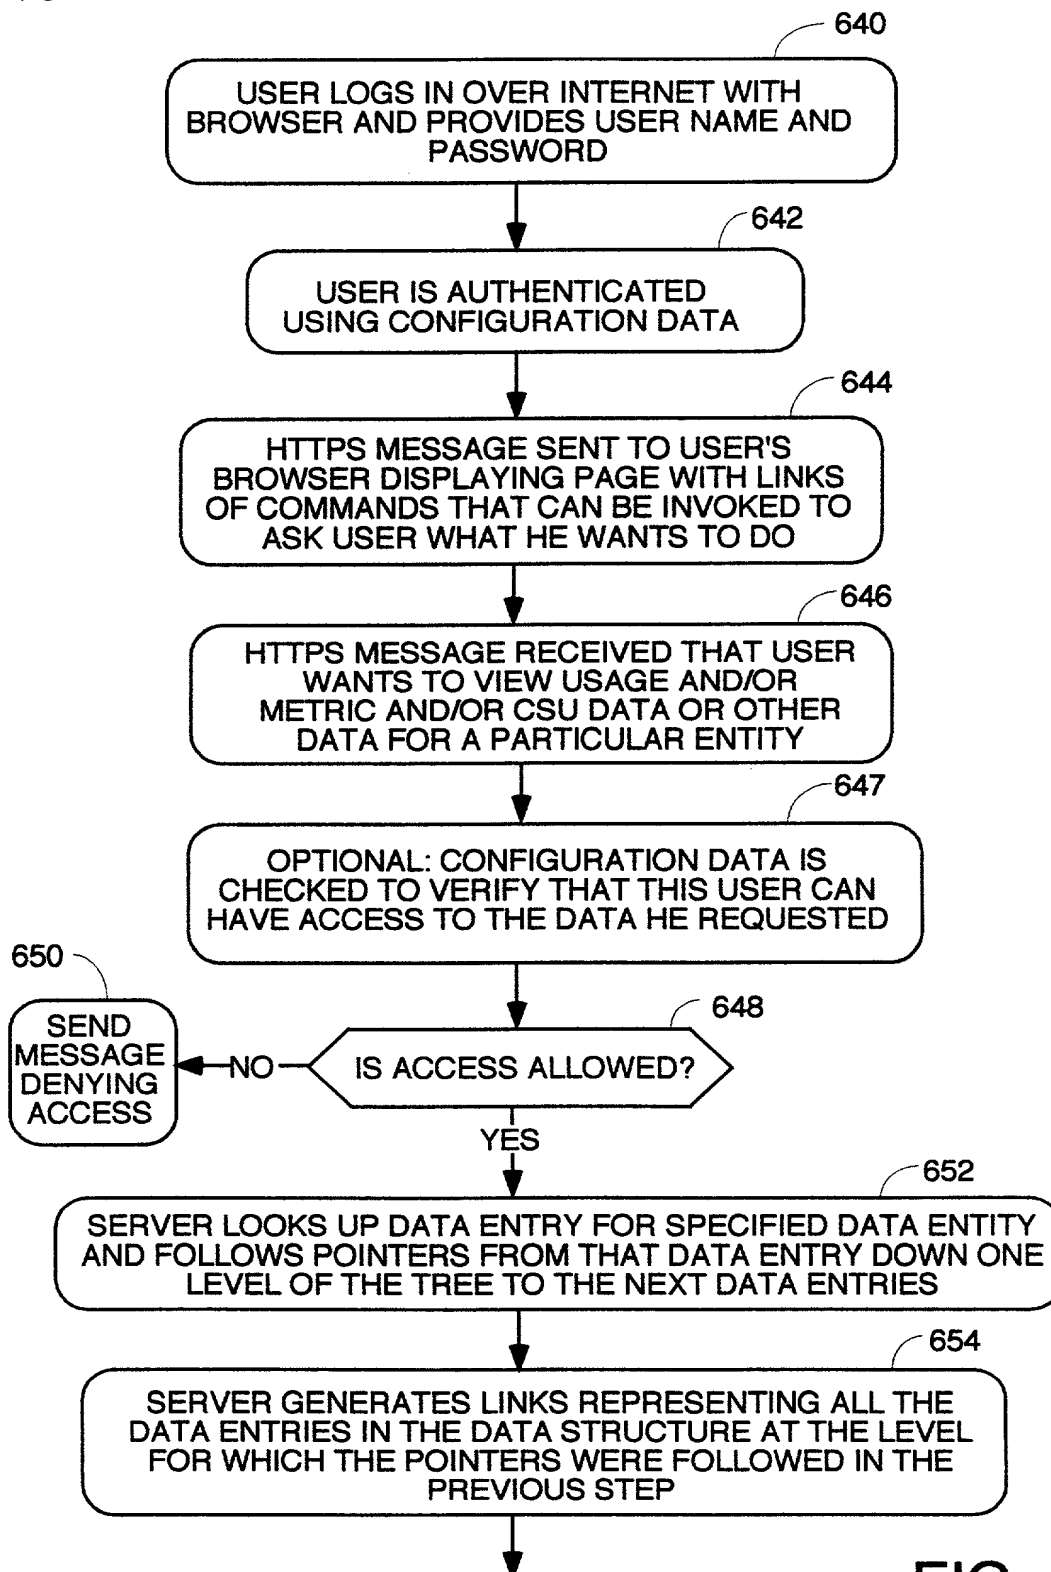 640
USER LOGS IN OVER INTERNET WITH
BROWSER AND PROVIDES USER NAME AND
PASSWORD
642
USER IS AUTHENTICATED
USING CONFIGURATION DATA
644
HTTPS MESSAGE SENT TO USER'S
BROWSER DISPLAYING PAGE WITH LINKS
OF COMMANDS THAT CAN BE INVOKED TO
ASK USER WHAT HE WANTS TO DO
646
HTTPS MESSAGE RECEIVED THAT USER
WANTS TO VIEW USAGE AND/OR
METRIC AND/OR CSU DATA OR OTHER
DATA FOR A PARTICULAR ENTITY
647
OPTIONAL: CONFIGURATION DATA IS
CHECKED TO VERIFY THAT THIS USER CAN
HAVE ACCESS TO THE DATA HE REQUESTED
650
SEND
MESSAGE
DENYING
ACCESS
NO
648
IS ACCESS ALLOWED?
YES
652
SERVER LOOKS UP DATA ENTRY FOR SPECIFIED DATA ENTITY
AND FOLLOWS POINTERS FROM THAT DATA ENTRY DOWN ONE
LEVEL OF THE TREE TO THE NEXT DATA ENTRIES
654
SERVER GENERATES LINKS REPRESENTING ALL THE
DATA ENTRIES IN THE DATA STRUCTURE AT THE LEVEL
FOR WHICH THE POINTERS WERE FOLLOWED IN THE
PREVIOUS STEP